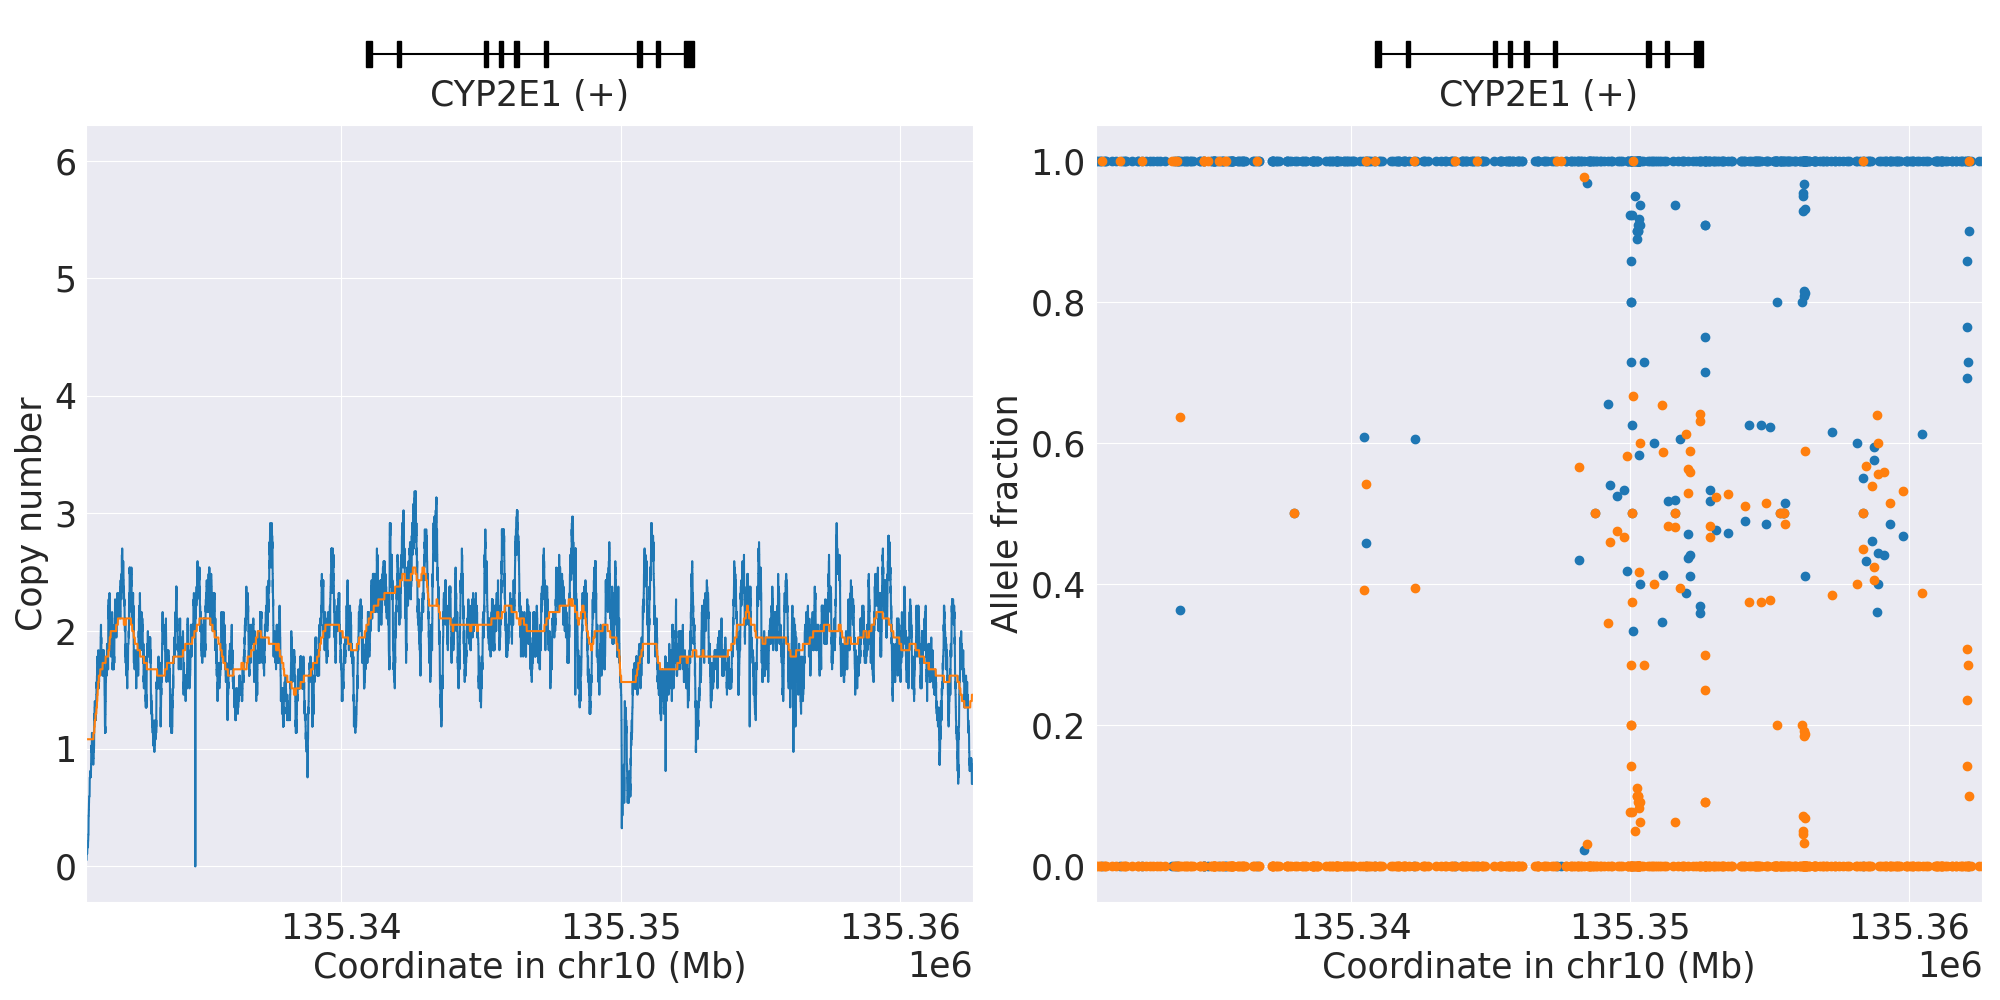 CYP2E1 (+)
6
5
4
3
2
1
0
Copy number
135.34 135.35 135.36
Coordinate in chr10 (Mb)
1e6
CYP2E1 (+)
1.0
0.8
0.6
0.4
0.2
0.0
Allele fraction
135.34 135.35 135.36
Coordinate in chr10 (Mb)
1e6